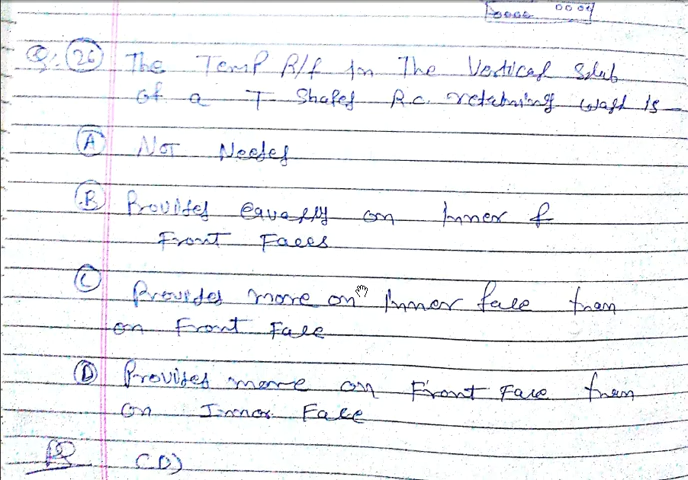 0000 0001
Q. 26 The Temp R/f in The Vertical Slab
of a T Shaped R.C. retaining wall is
A Not Needed
B Provided equally on Inner &
Front Faces
C Provided more on Inner face than
on Front Face
D Provided more on Front Face than
on Inner Face
(D)